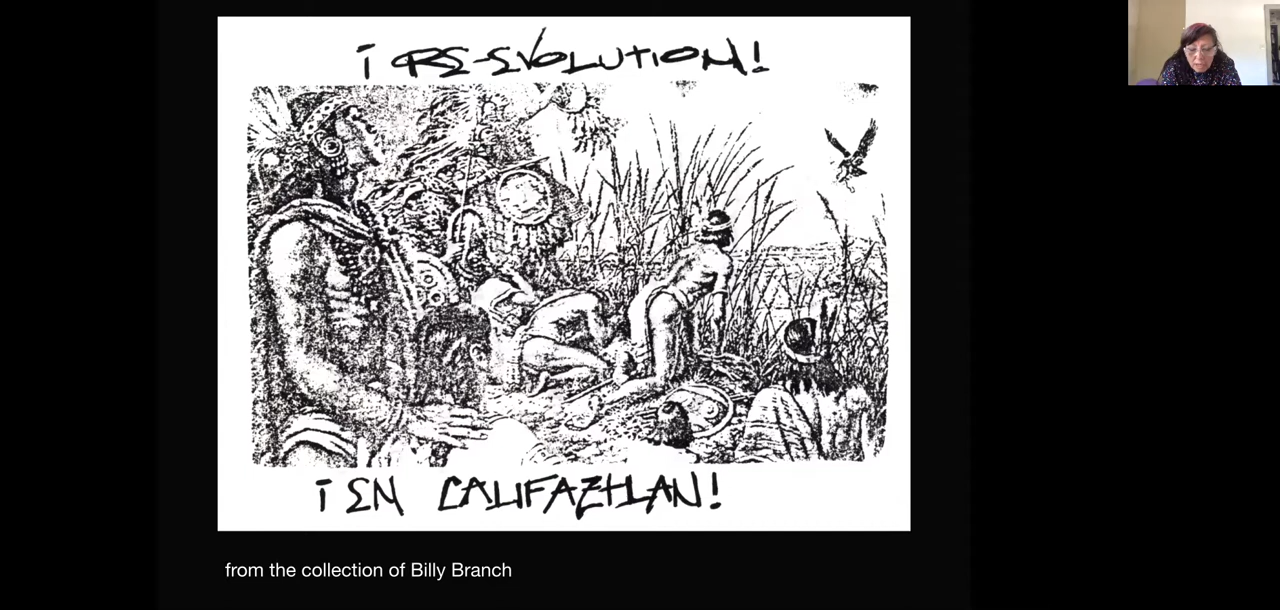 ¡ RE-EVOLUTION!
¡ EN CALIFAZTLAN!
from the collection of Billy Branch